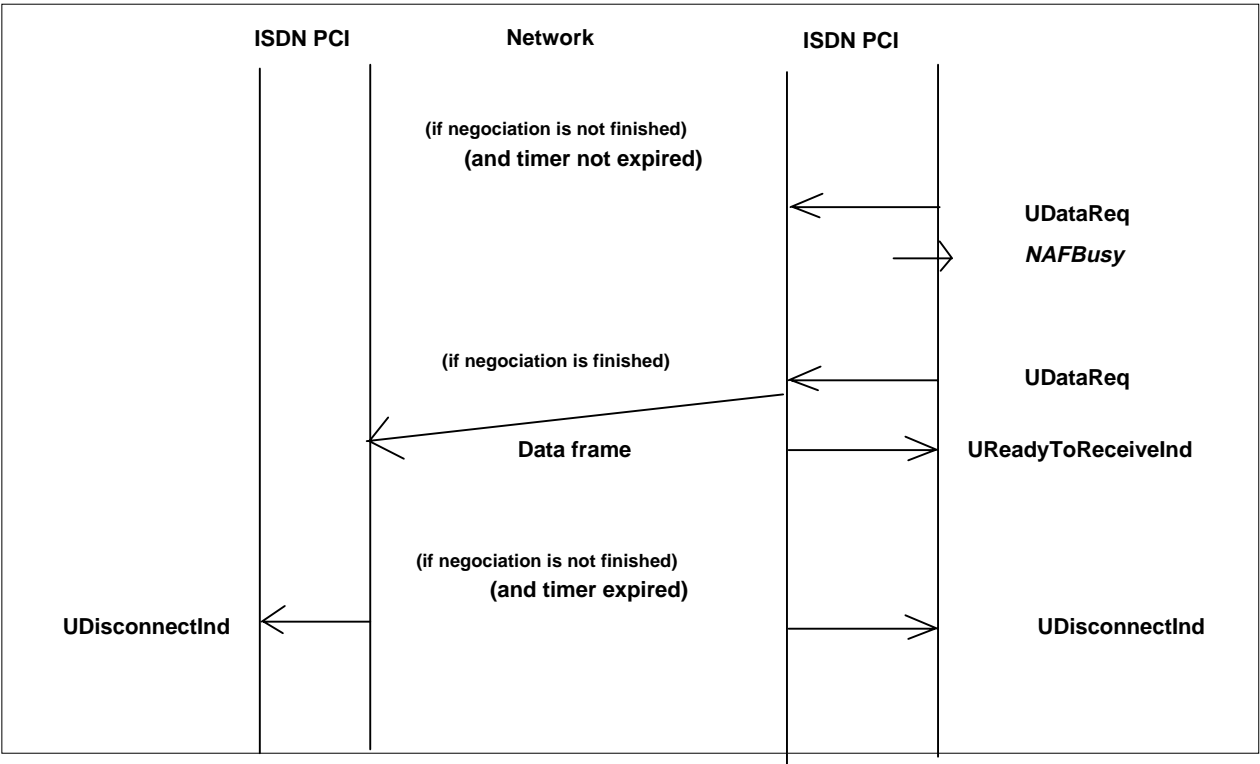 ISDN PCI Network ISDN PCI
(if negociation is not finished)
(and timer not expired)
UDataReq
NAFBusy
(if negociation is finished)
UDataReq
Data frame
UReadyToReceiveInd
(if negociation is not finished)
(and timer expired)
UDisconnectInd
UDisconnectInd